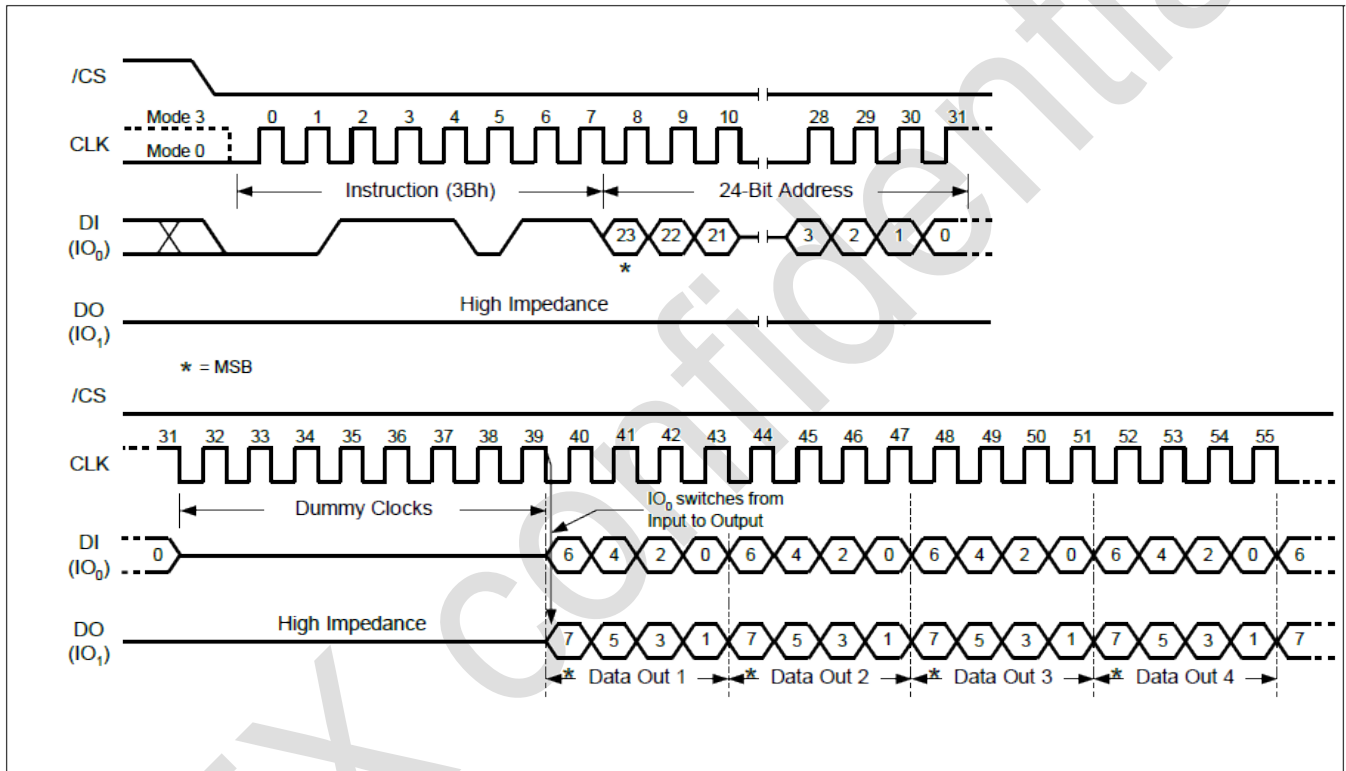 /CS
Mode 3 0 1 2 3 4 5 6 7 8 9 10 28 29 30 31
CLK
Mode 0
Instruction (3Bh) 24-Bit Address
DI
(IO0) 23 22 21 3 2 1 0
*
High Impedance
DO
(IO1)
* = MSB
/CS
31 32 33 34 35 36 37 38 39 40 41 42 43 44 45 46 47 48 49 50 51 52 53 54 55
CLK
IO0 switches from
Input to Output
Dummy Clocks
DI
(IO0) 0 6 4 2 0 6 4 2 0 6 4 2 0 6 4 2 0 6
High Impedance
DO
(IO1) 7 5 3 1 7 5 3 1 7 5 3 1 7 5 3 1 7
* Data Out 1 * Data Out 2 * Data Out 3 * Data Out 4
X confidential